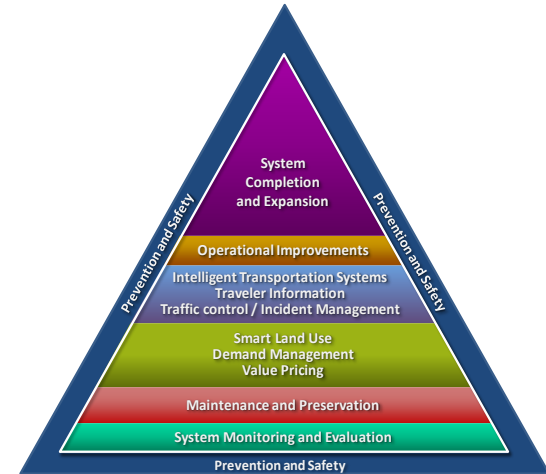 System
Completion
and Expansion
Prevention and Safety
Prevention and Safety
Operational Improvements
Intelligent Transportation Systems
Traveler Information
Traffic control / Incident Management
Smart Land Use
Demand Management
Value Pricing
Maintenance and Preservation
System Monitoring and Evaluation
Prevention and Safety